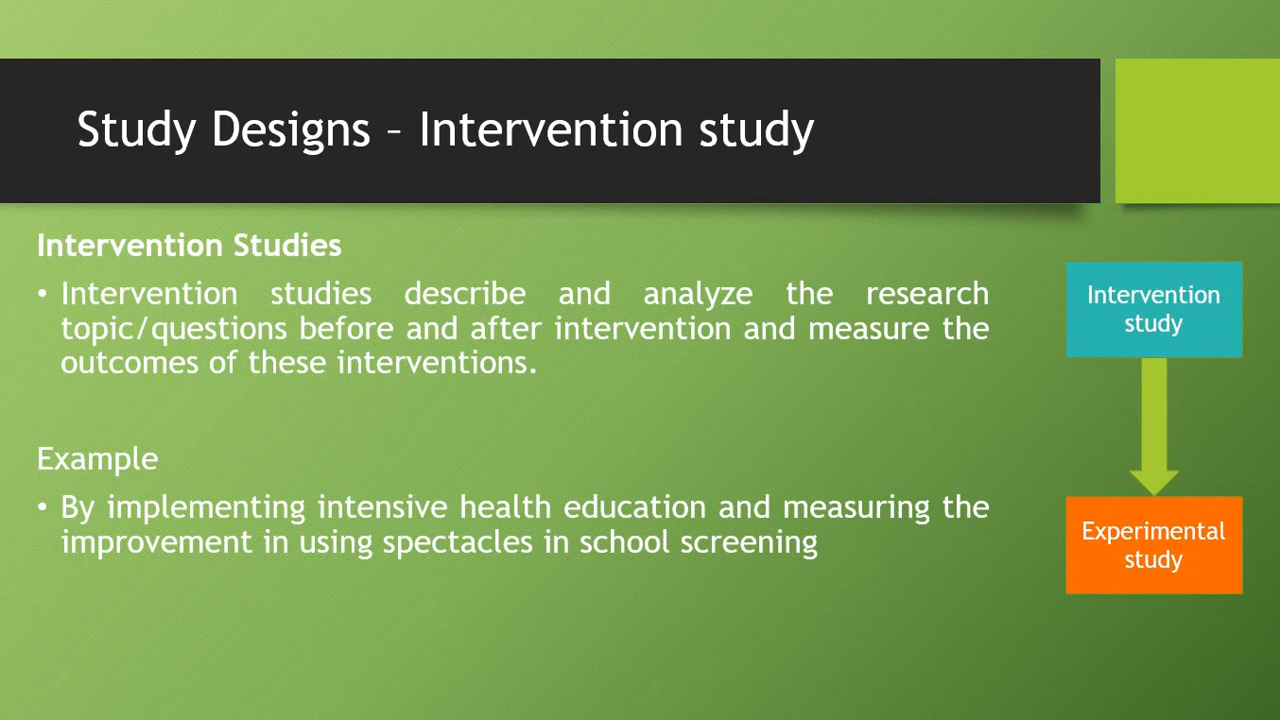 Study Designs – Intervention study
Intervention Studies
• Intervention studies describe and analyze the research
topic/questions before and after intervention and measure the
outcomes of these interventions.
Example
• By implementing intensive health education and measuring the
improvement in using spectacles in school screening
Intervention
study
Experimental
study